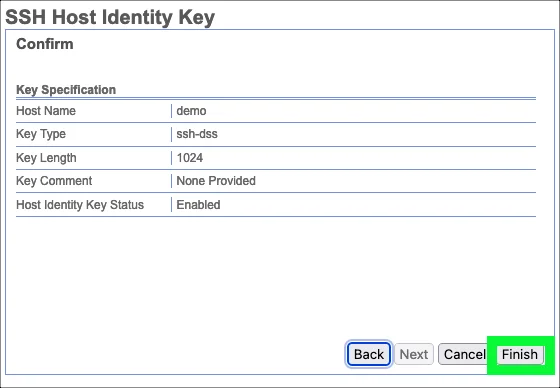 SSH Host Identity Key
Confirm
Key Specification
Host Name demo
Key Type ssh-dss
Key Length 1024
Key Comment None Provided
Host Identity Key Status Enabled
Back Next Cancel Finish